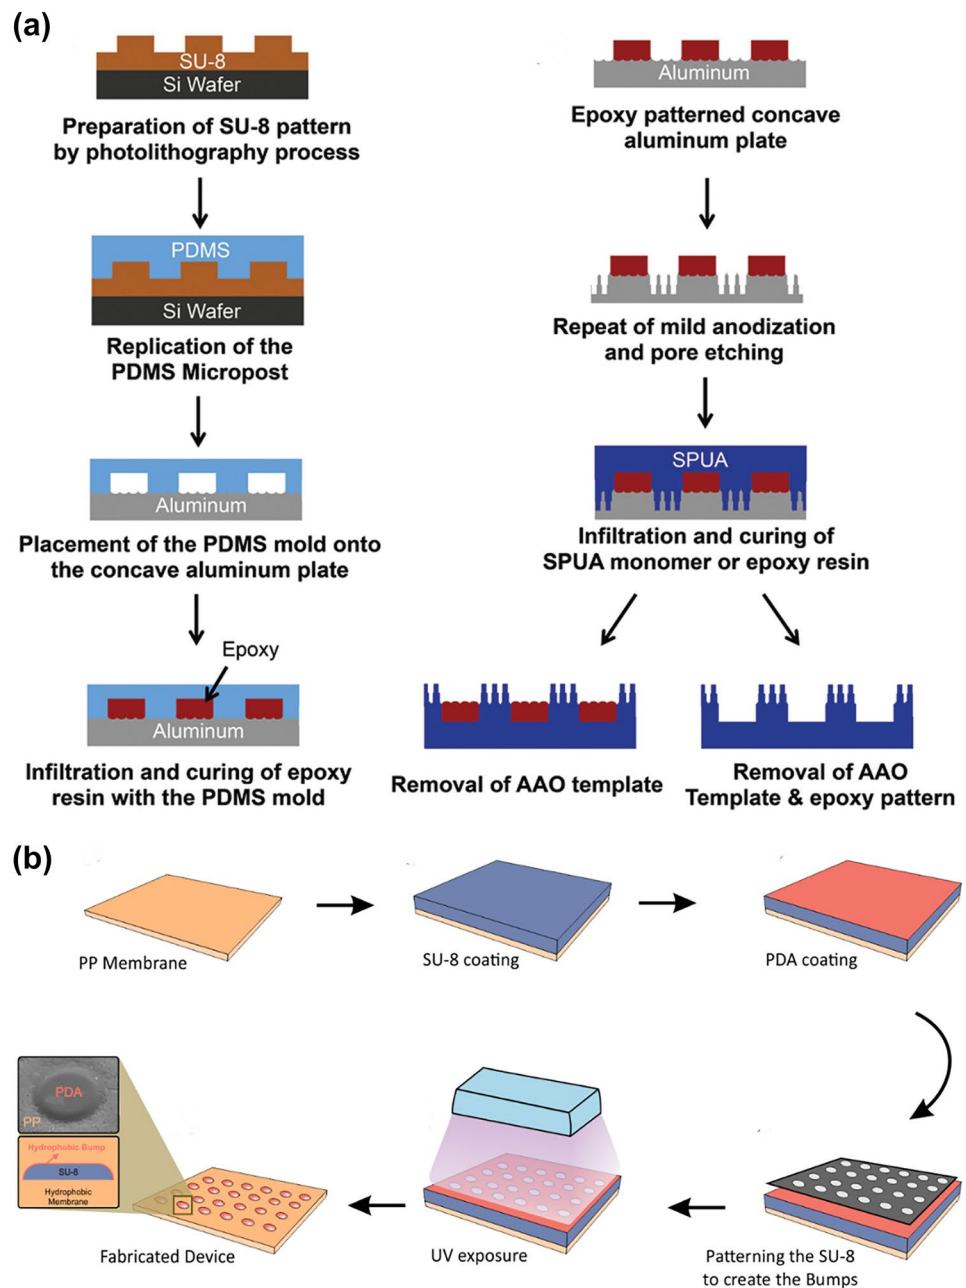 (a)
SU-8
Si Wafer
Preparation of SU-8 pattern
by photolithography process
PDMS
Si Wafer
Replication of the
PDMS Micropost
Aluminum
Placement of the PDMS mold onto
the concave aluminum plate
Epoxy
Aluminum
Infiltration and curing of epoxy
resin with the PDMS mold
Aluminum
Epoxy patterned concave
aluminum plate
Repeat of mild anodization
and pore etching
SPUA
Infiltration and curing of
SPUA monomer or epoxy resin
Removal of AAO template
Removal of AAO
Template & epoxy pattern
(b)
PP Membrane
SU-8 coating
PDA coating
Patterning the SU-8
to create the Bumps
UV exposure
Fabricated Device
PDA
PP
Hydrophobic Bump
SU-8
Hydrophobic
Membrane